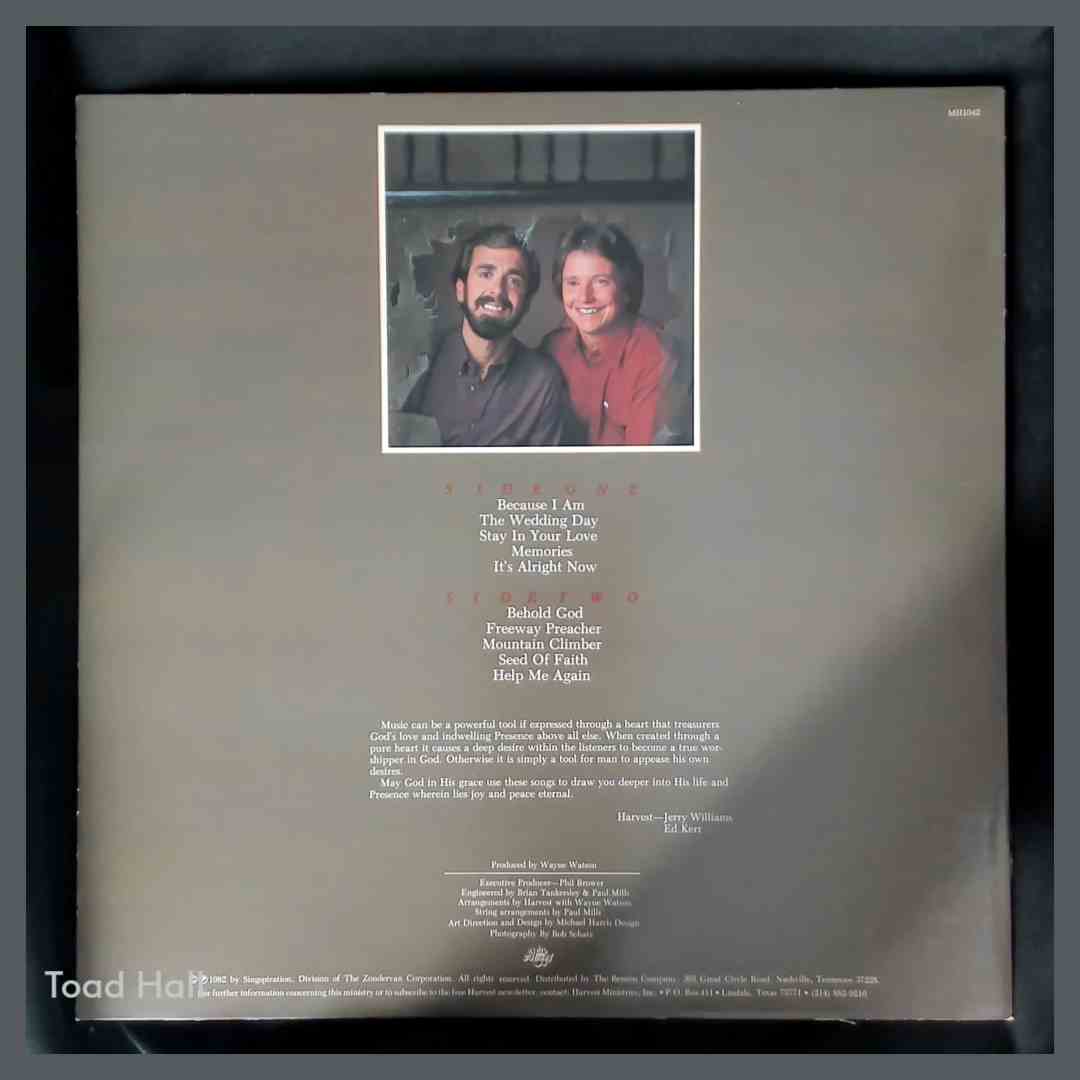 MH1042
SIDE ONE
Because I Am
The Wedding Day
Stay In Your Love
Memories
It's Alright Now
SIDE TWO
Behold God
Freeway Preacher
Mountain Climber
Seed Of Faith
Help Me Again
Music can be a powerful tool if expressed through a heart that treasurers
God's love and indwelling Presence above all else. When created through a
pure heart it causes a deep desire within the listeners to become a true wor-
shipper in God. Otherwise it is simply a tool for man to appease his own
desires.
May God in His grace use these songs to draw you deeper into His life and
Presence wherein lies joy and peace eternal.
Harvest—Jerry Williams
Ed Kerr
Produced by Wayne Watson
Executive Producer—Phil Brower
Engineered by Brian Tankersley & Paul Mills
Arrangements by Harvest with Wayne Watson
String arrangements by Paul Mills
Art Direction and Design by Michael Harris Design
Photography By Bob Schatz
℗1982 by Singspiration, Division of The Zondervan Corporation. All rights reserved. Distributed by The Benson Company, 365 Great Circle Road, Nashville, Tennessee 37228.
For further information concerning this ministry or to subscribe to the free Harvest newsletter, contact: Harvest Ministries, Inc. • P.O. Box 451 • Lindale, Texas 75771 • (214)
Toad Hall